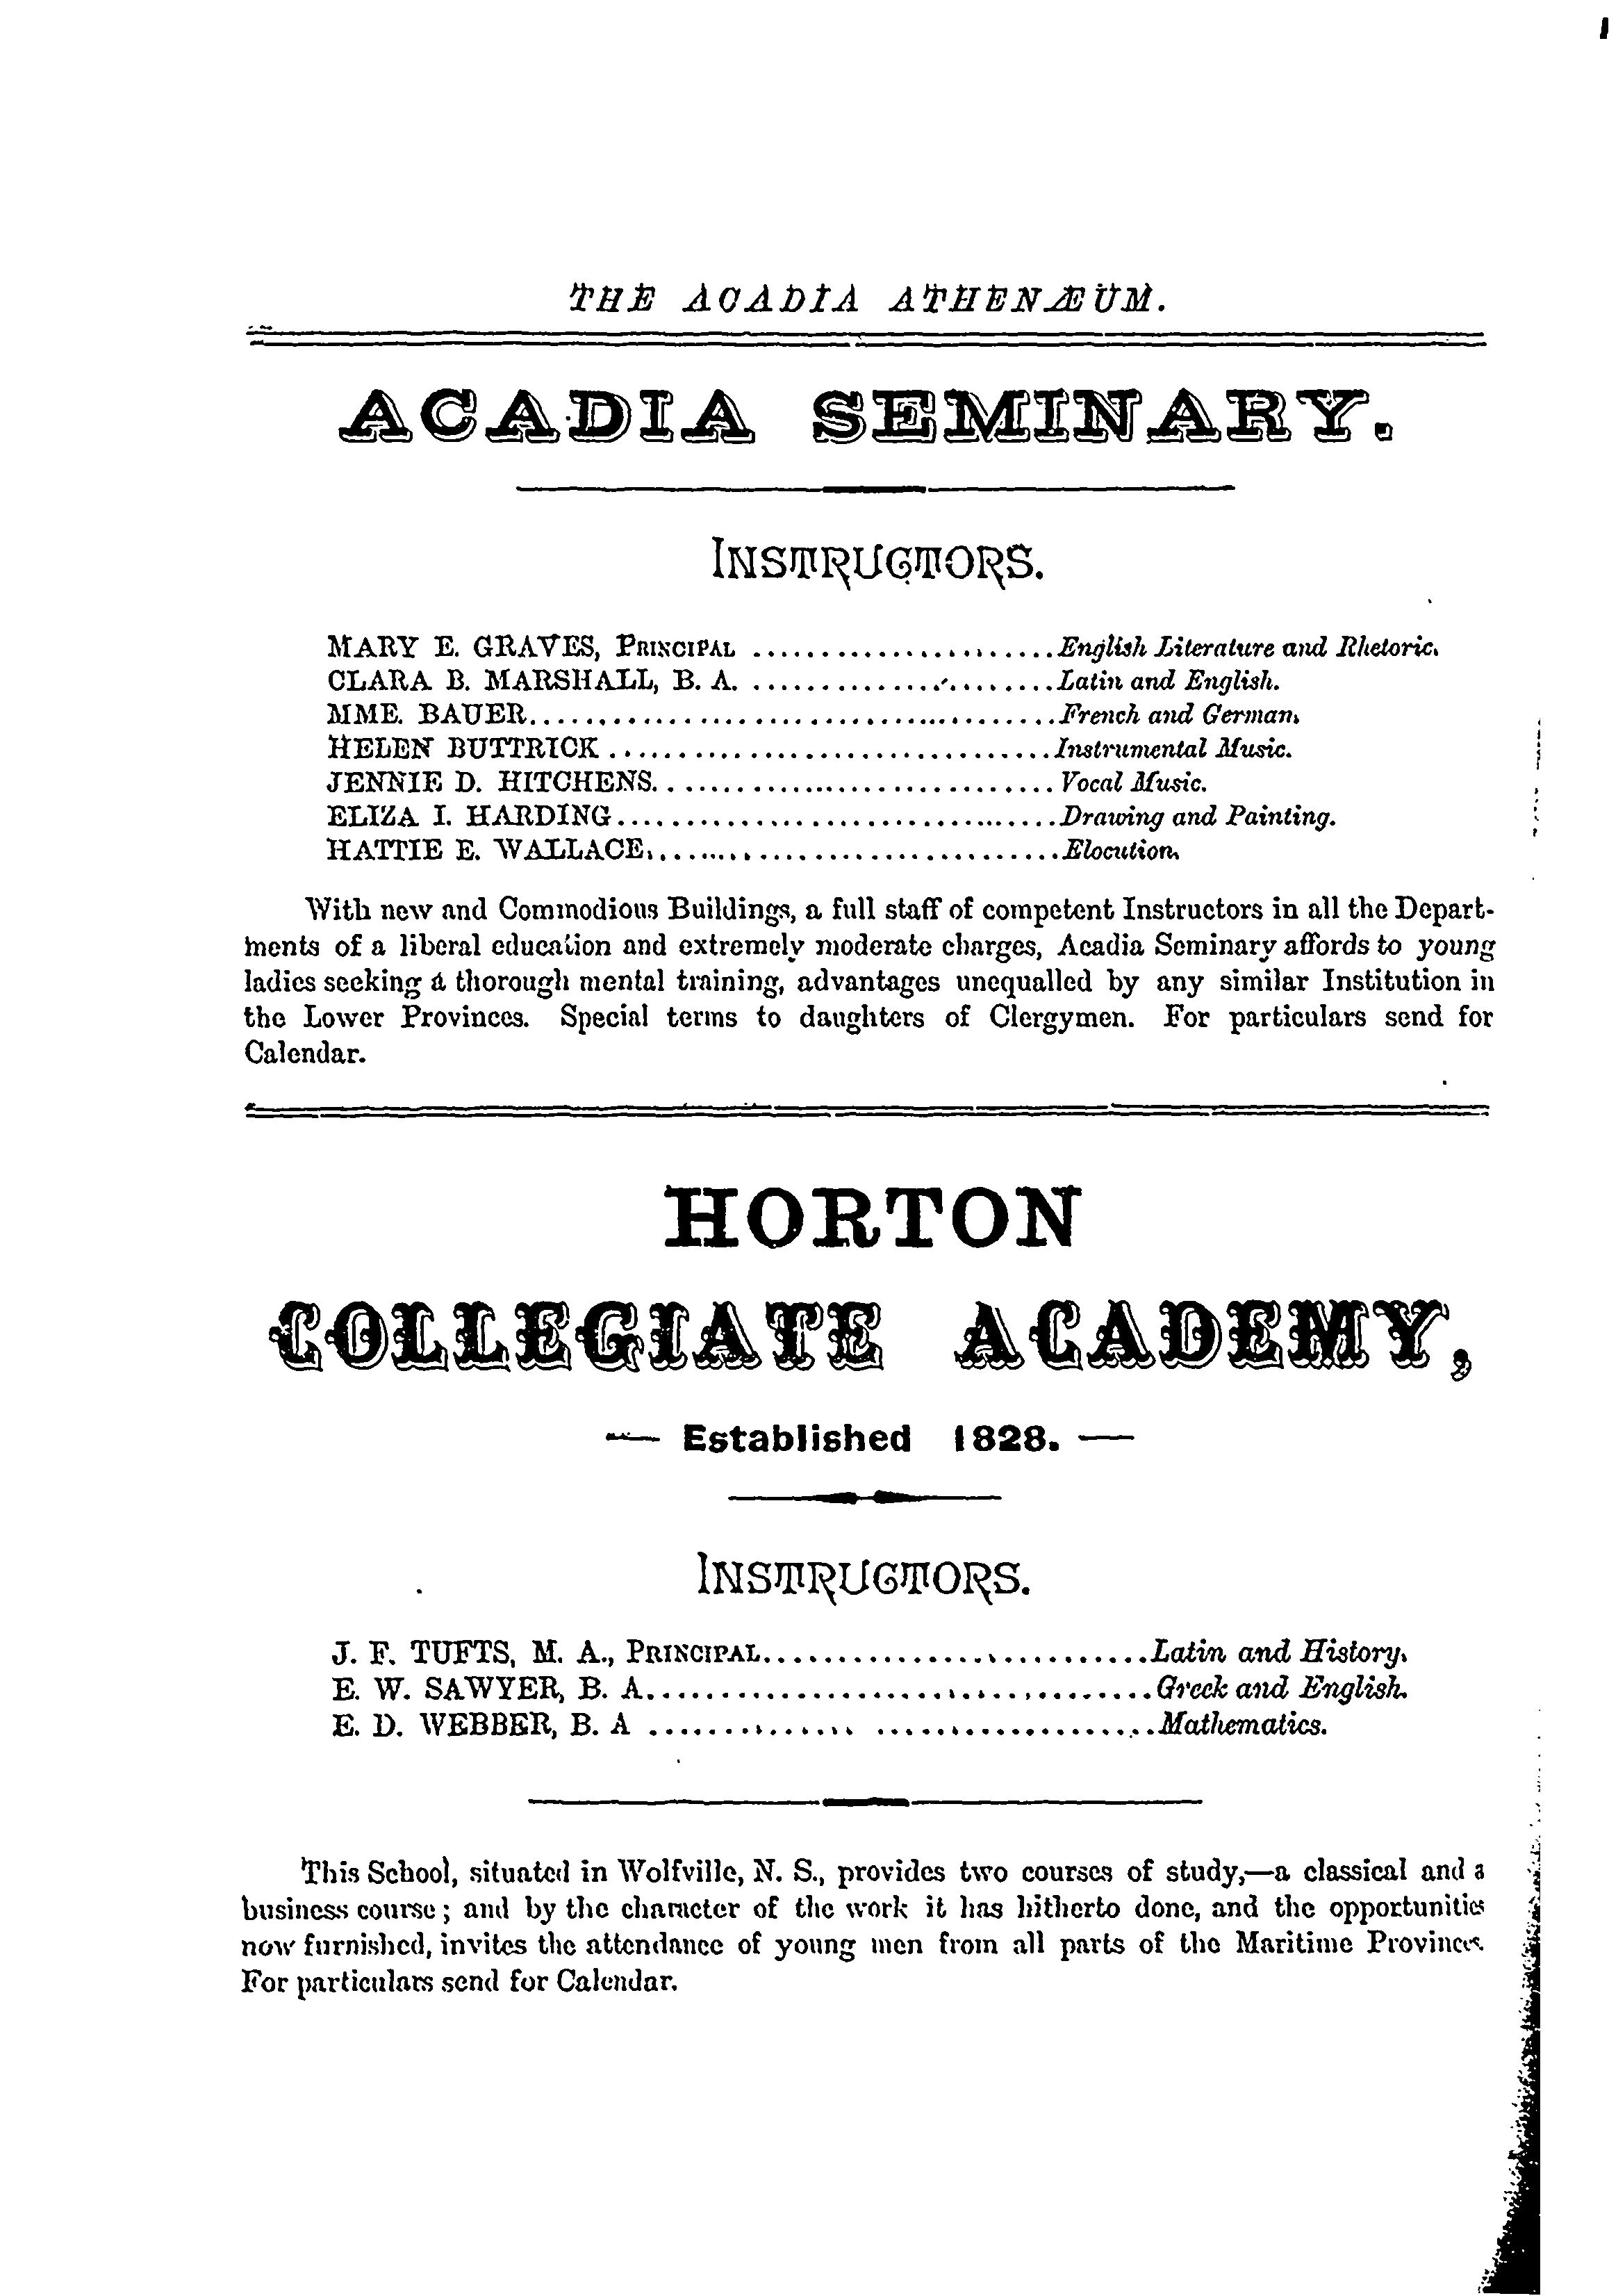 THE ACADIA ATHENÆUM.
ACADIA SEMINARY.
INSTRUCTORS.
MARY E. GRAVES, PRINCIPAL ...................... English Literature and Rhetoric.
CLARA B. MARSHALL, B. A. ...................... Latin and English.
MME. BAUER...................................... French and German.
HELEN BUTTRICK ................................ Instrumental Music.
JENNIE D. HITCHENS.............................. Vocal Music.
ELIZA I. HARDING................................ Drawing and Painting.
HATTIE E. WALLACE............................... Elocution.
With new and Commodious Buildings, a full staff of competent Instructors in all the Depart-
ments of a liberal education and extremely moderate charges, Acadia Seminary affords to young
ladies seeking a thorough mental training, advantages unequalled by any similar Institution in
the Lower Provinces. Special terms to daughters of Clergymen. For particulars send for
Calendar.
HORTON
COLLEGIATE ACADEMY,
— Established 1828. —
INSTRUCTORS.
J. F. TUFTS, M. A., PRINCIPAL.......................... Latin and History.
E. W. SAWYER, B. A................................... Greek and English.
E. D. WEBBER, B. A .................................. Mathematics.
This School, situated in Wolfville, N. S., provides two courses of study,—a classical and a
business course; and by the character of the work it has hitherto done, and the opportunities
now furnished, invites the attendance of young men from all parts of the Maritime Provinces.
For particulars send for Calendar.